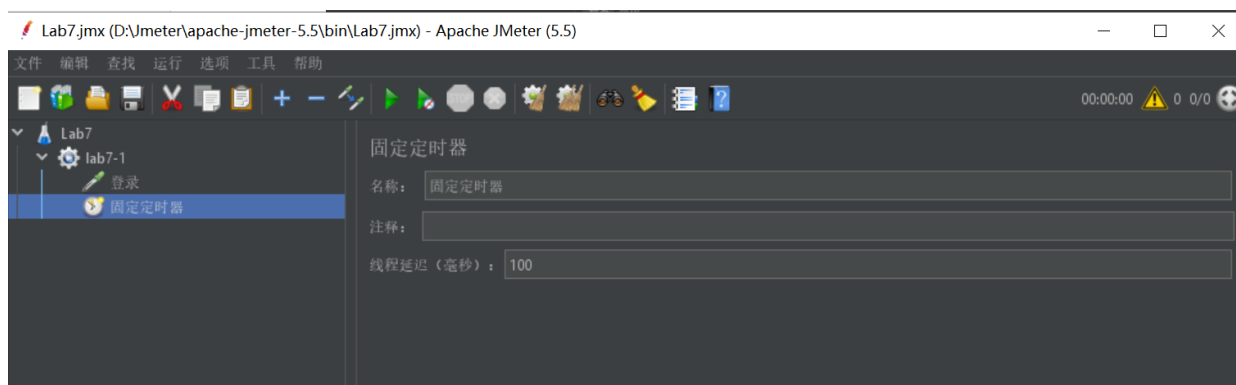 Lab7.jmx (D:\Jmeter\apache-jmeter-5.5\bin\Lab7.jmx) - Apache JMeter (5.5)
文件 编辑 查找 运行 选项 工具 帮助
STOP
00:00:00 0 0/0
Lab7
lab7-1
登录
固定定时器
固定定时器
名称： 固定定时器
注释：
线程延迟（毫秒）： 100